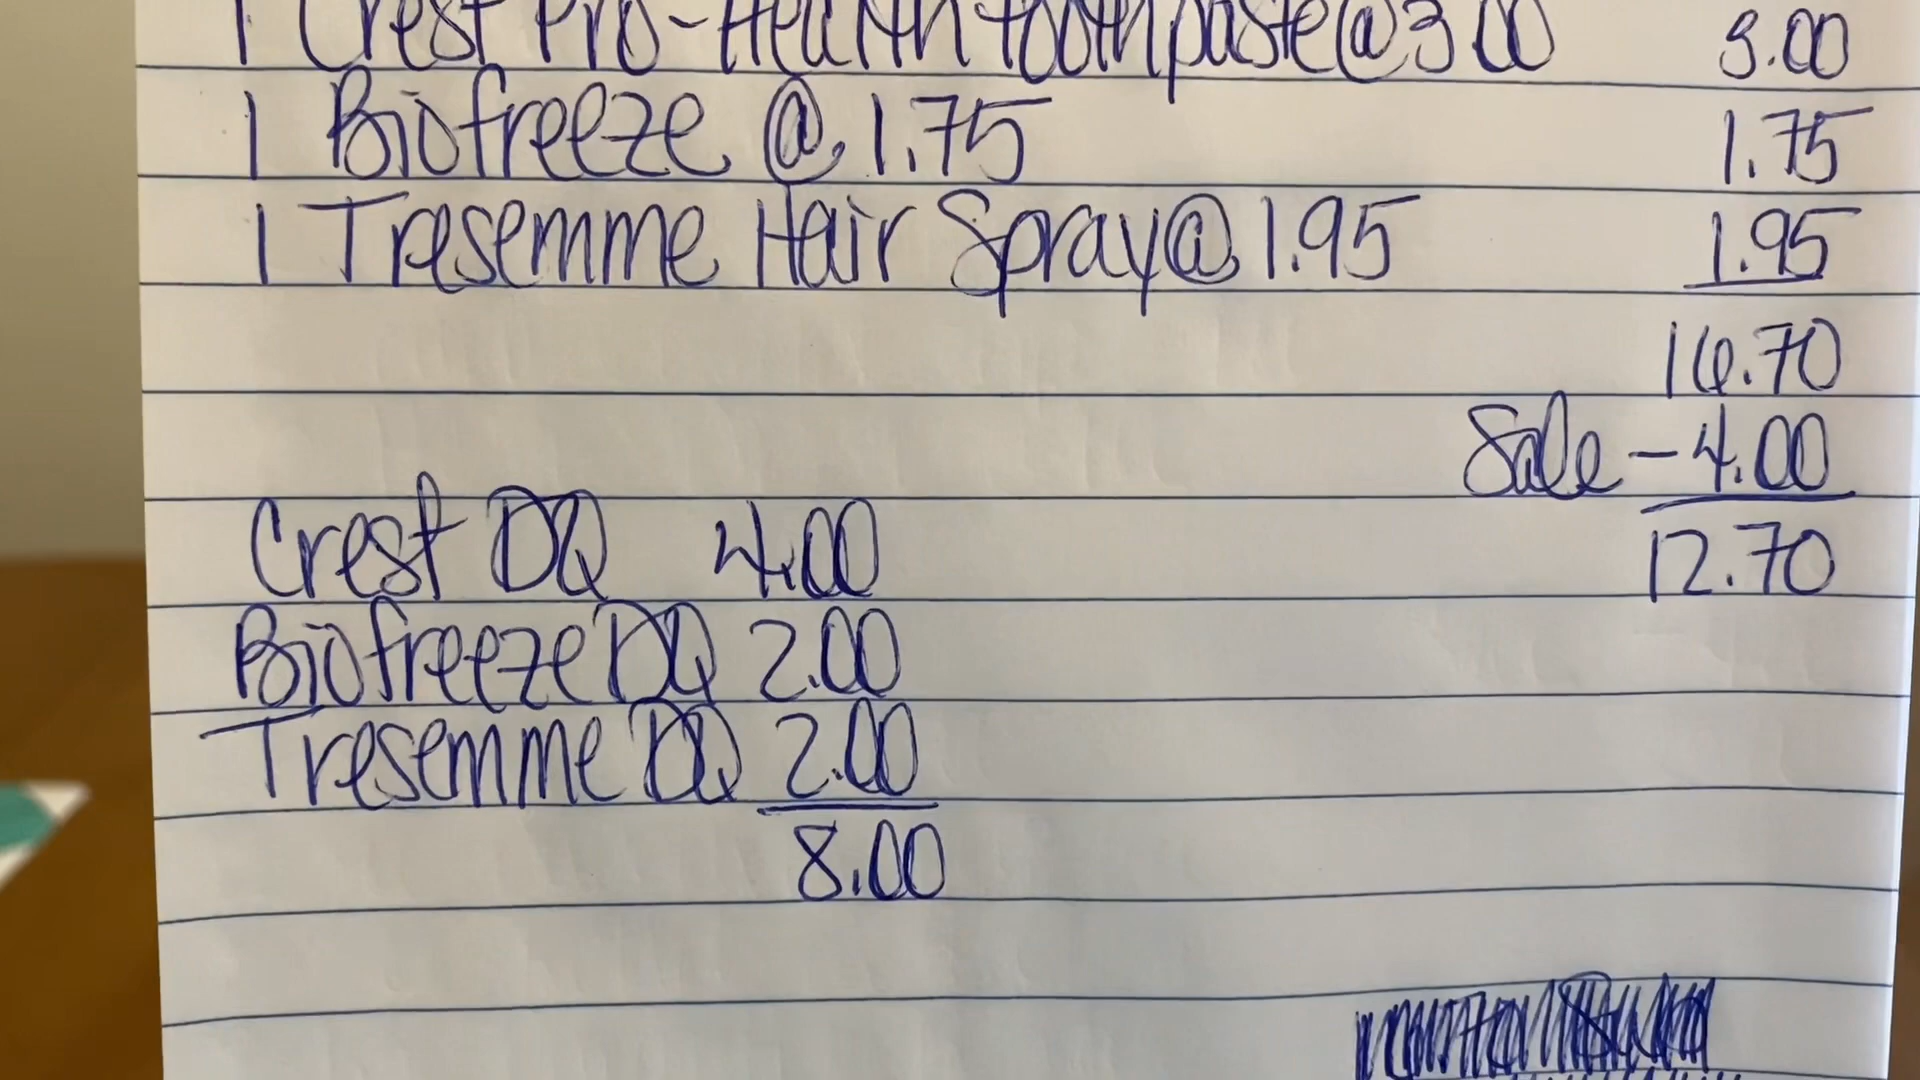 1 Crest Pro-Health toothpaste@3.00 3.00
1 Biofreeze @ 1.75 1.75
1 Tresemme Hair Spray@ 1.95 1.95
16.70
Sale -4.00
12.70
Crest DQ 4.00
Biofreeze DQ 2.00
Tresemme DQ 2.00
8.00